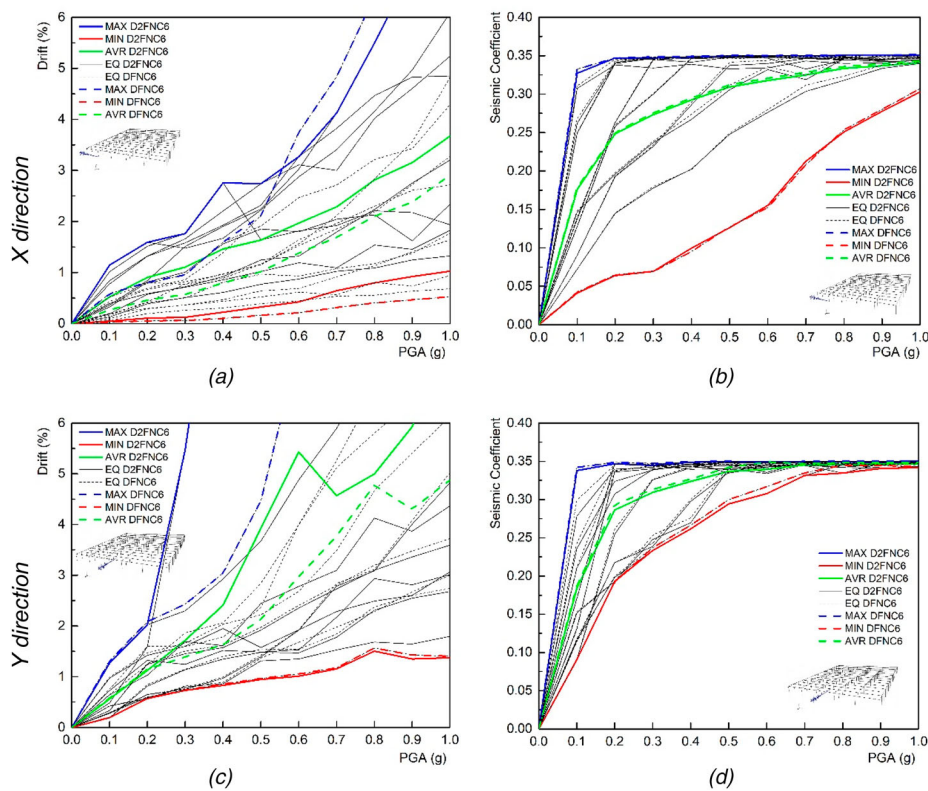 X direction
Drift (%)
6
5
4
3
2
1
0
MAX D2FNC6
MIN D2FNC6
AVR D2FNC6
EQ D2FNC6
EQ DFNC6
MAX DFNC6
MIN DFNC6
AVR DFNC6
0.0 0.1 0.2 0.3 0.4 0.5 0.6 0.7 0.8 0.9 1.0
PGA (g)
(a)
Seismic Coefficient
0.40
0.35
0.30
0.25
0.20
0.15
0.10
0.05
0.00
MAX D2FNC6
MIN D2FNC6
AVR D2FNC6
EQ D2FNC6
EQ DFNC6
MAX DFNC6
MIN DFNC6
AVR DFNC6
0.0 0.1 0.2 0.3 0.4 0.5 0.6 0.7 0.8 0.9 1.0
PGA (g)
(b)
Y direction
Drift (%)
6
5
4
3
2
1
0
MAX D2FNC6
MIN D2FNC6
AVR D2FNC6
EQ D2FNC6
EQ DFNC6
MAX DFNC6
MIN DFNC6
AVR DFNC6
0.0 0.1 0.2 0.3 0.4 0.5 0.6 0.7 0.8 0.9 1.0
PGA (g)
(c)
Seismic Coefficient
0.40
0.35
0.30
0.25
0.20
0.15
0.10
0.05
0.00
MAX D2FNC6
MIN D2FNC6
AVR D2FNC6
EQ D2FNC6
EQ DFNC6
MAX DFNC6
MIN DFNC6
AVR DFNC6
0.0 0.1 0.2 0.3 0.4 0.5 0.6 0.7 0.8 0.9 1.0
PGA (g)
(d)